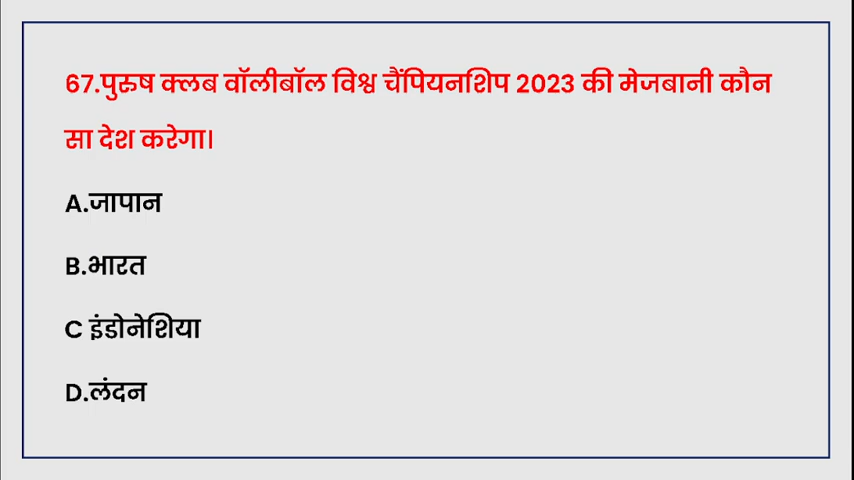 67.पुरुष क्लब वॉलीबॉल विश्व चैंपियनशिप 2023 की मेजबानी कौन
सा देश करेगा।
A.जापान
B.भारत
C इंडोनेशिया
D.लंदन